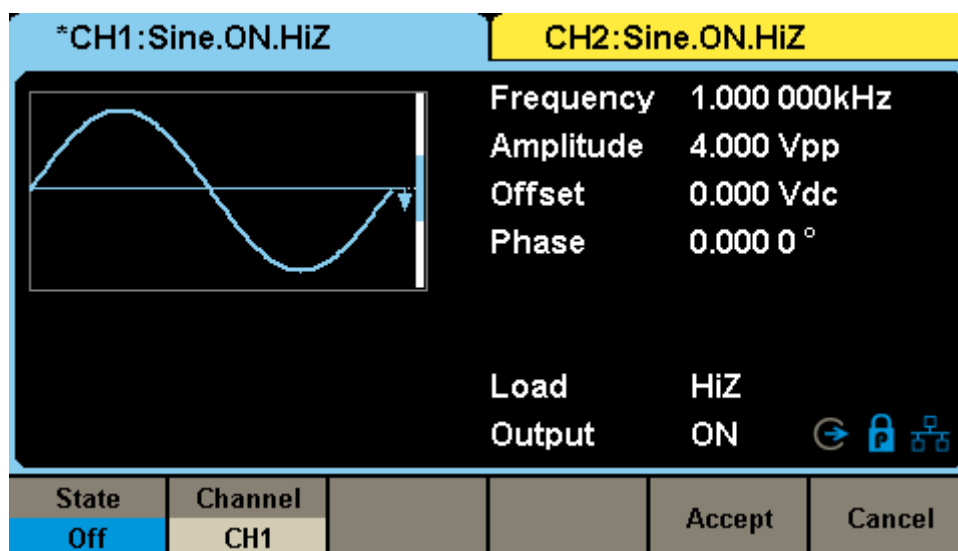 *CH1:Sine.ON.HiZ
CH2:Sine.ON.HiZ
Frequency 1.000 000kHz
Amplitude 4.000 Vpp
Offset 0.000 Vdc
Phase 0.000 0 °
Load HiZ
Output ON
State Channel Accept Cancel
Off CH1